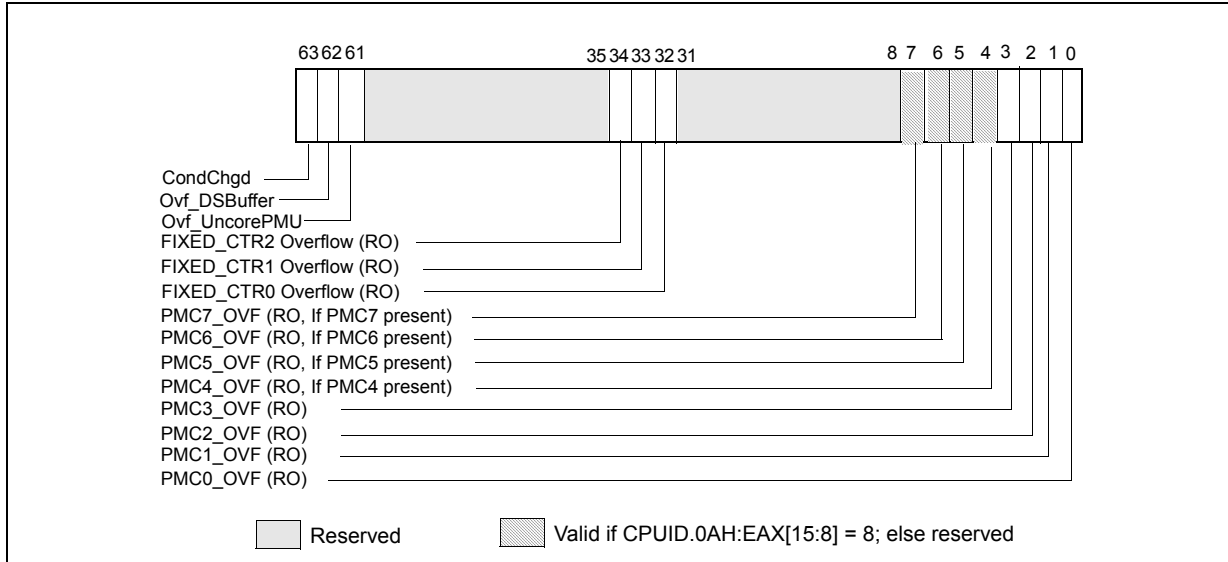 63 62 61 35 34 33 32 31 8 7 6 5 4 3 2 1 0
CondChgd
Ovf_DSBuffer
Ovf_UncorePMU
FIXED_CTR2 Overflow (RO)
FIXED_CTR1 Overflow (RO)
FIXED_CTR0 Overflow (RO)
PMC7_OVF (RO, If PMC7 present)
PMC6_OVF (RO, If PMC6 present)
PMC5_OVF (RO, If PMC5 present)
PMC4_OVF (RO, If PMC4 present)
PMC3_OVF (RO)
PMC2_OVF (RO)
PMC1_OVF (RO)
PMC0_OVF (RO)
Reserved Valid if CPUID.0AH:EAX[15:8] = 8; else reserved